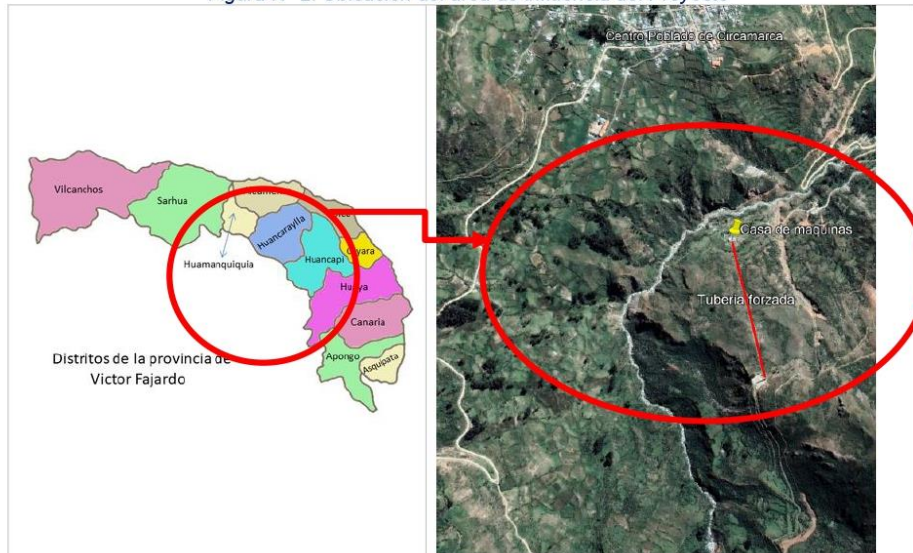 Vilcanchos
Sarhua
Huancaraylla
Huancapi
Cayara
Huamanquiquia
Huaya
Canaria
Apongo
Asquipata
Distritos de la provincia de
Victor Fajardo
Centro Poblado de Circamarca
Casa de maquinas
Tuberia forzada